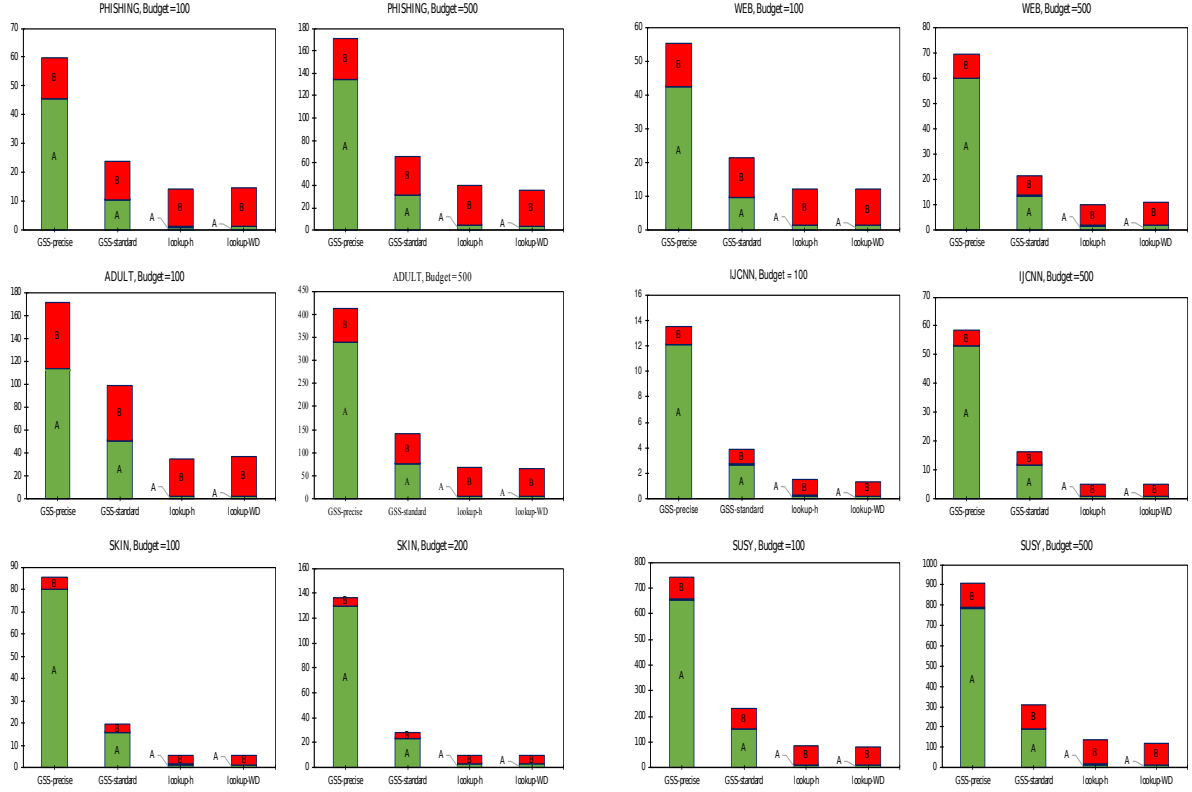 PHISHING, Budget=100
70
60
50
40
30
20
10
0
B
A
B
A
A
B
A
B
GSS-precise GSS-standard lookup-h lookup-WD
PHISHING, Budget=500
180
160
140
120
100
80
60
40
20
0
B
A
B
A
A
B
A
B
GSS-precise GSS-standard lookup-h lookup-WD
WEB, Budget=100
60
50
40
30
20
10
0
B
A
B
A
A
B
A
B
GSS-precise GSS-standard lookup-h lookup-WD
WEB, Budget=500
80
70
60
50
40
30
20
10
0
B
A
B
A
A
B
A
B
GSS-precise GSS-standard lookup-h lookup-WD
ADULT, Budget=100
180
160
140
120
100
80
60
40
20
0
B
A
B
A
A
B
A
B
GSS-precise GSS-standard lookup-h lookup-WD
ADULT, Budget=500
450
400
350
300
250
200
150
100
50
0
B
A
B
A
A
B
A
B
GSS-precise GSS-standard lookup-h lookup-WD
IJCNN, Budget = 100
16
14
12
10
8
6
4
2
0
B
A
B
A
A
B
A
B
GSS-precise GSS-standard lookup-h lookup-WD
IJCNN, Budget=500
70
60
50
40
30
20
10
0
B
A
B
A
A
B
A
B
GSS-precise GSS-standard lookup-h lookup-WD
SKIN, Budget=100
90
80
70
60
50
40
30
20
10
0
B
A
B
A
A
B
A
B
GSS-precise GSS-standard lookup-h lookup-WD
SKIN, Budget=200
160
140
120
100
80
60
40
20
0
B
A
B
A
A
B
A
B
GSS-precise GSS-standard lookup-h lookup-WD
SUSY, Budget=100
800
700
600
500
400
300
200
100
0
B
A
B
A
A
B
A
B
GSS-precise GSS-standard lookup-h lookup-WD
SUSY, Budget=500
1000
900
800
700
600
500
400
300
200
100
0
B
A
B
A
A
B
A
B
GSS-precise GSS-standard lookup-h lookup-WD